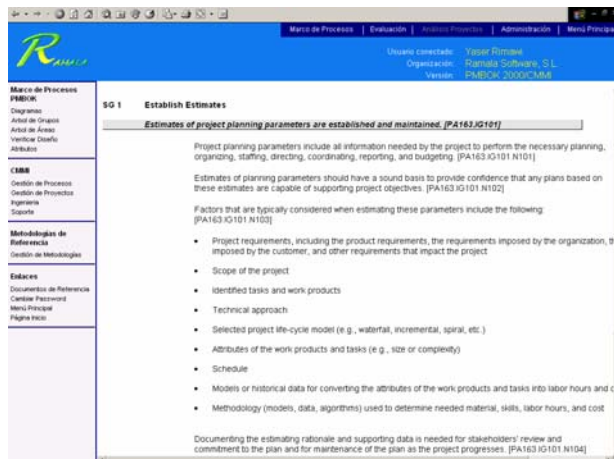 Marco de Procesos | Evaluación | Análisis Proyectos | Administración | Menú Principal
Ramala
Usuario conectado: Yaser Rimawi
Organización: Ramala Software, S.L.
Versión: PMBOK 2000/CMMI
Marco de Procesos
PMBOK
Diagramas
Arbol de Grupos
Arbol de Áreas
Verificar Diseño
Atributos
CMMI
Gestión de Procesos
Gestión de Proyectos
Ingeniería
Soporte
Metodologías de
Referencia
Gestión de Metodologías
Enlaces
Documentos de Referencia
Cambiar Password
Menú Principal
Página Inicio
SG 1 Establish Estimates
Estimates of project planning parameters are established and maintained. [PA163.IG101]
Project planning parameters include all information needed by the project to perform the necessary planning,
organizing, staffing, directing, coordinating, reporting, and budgeting. [PA163.IG101.N101]
Estimates of planning parameters should have a sound basis to provide confidence that any plans based on
these estimates are capable of supporting project objectives. [PA163.IG101.N102]
Factors that are typically considered when estimating these parameters include the following:
[PA163.IG101.N103]
• Project requirements, including the product requirements, the requirements imposed by the organization, th
imposed by the customer, and other requirements that impact the project
• Scope of the project
• Identified tasks and work products
• Technical approach
• Selected project life-cycle model (e.g., waterfall, incremental, spiral, etc.)
• Attributes of the work products and tasks (e.g., size or complexity)
• Schedule
• Models or historical data for converting the attributes of the work products and tasks into labor hours and c
• Methodology (models, data, algorithms) used to determine needed material, skills, labor hours, and cost
Documenting the estimating rationale and supporting data is needed for stakeholders' review and
commitment to the plan and for maintenance of the plan as the project progresses. [PA163.IG101.N104]